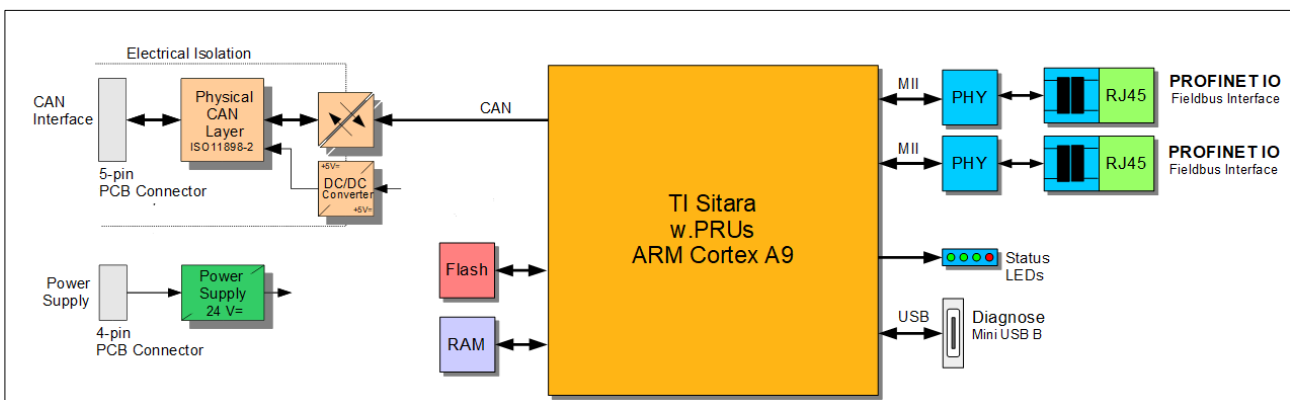 Electrical Isolation
CAN
Interface
5-pin
PCB Connector
Physical
CAN
Layer
ISO11898-2
+5V=
DC/DC
Converter
+5V=
CAN
Power
Supply
4-pin
PCB Connector
Power
Supply
24 V=
Flash
RAM
TI Sitara
w.PRUs
ARM Cortex A9
MII
PHY
RJ45
PROFINET IO
Fieldbus Interface
MII
PHY
RJ45
PROFINET IO
Fieldbus Interface
Status
LEDs
USB
Diagnose
Mini USB B